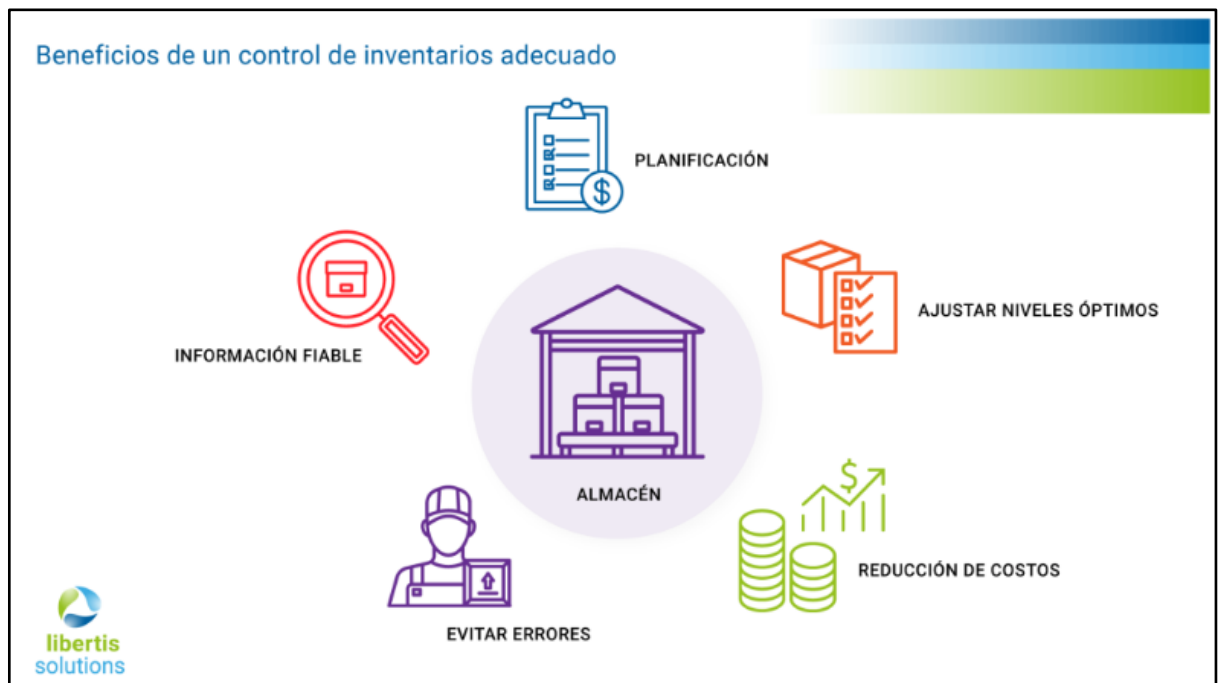 Beneficios de un control de inventarios adecuado
$
PLANIFICACIÓN
INFORMACIÓN FIABLE
AJUSTAR NIVELES ÓPTIMOS
ALMACÉN
$
REDUCCIÓN DE COSTOS
EVITAR ERRORES
libertis
solutions